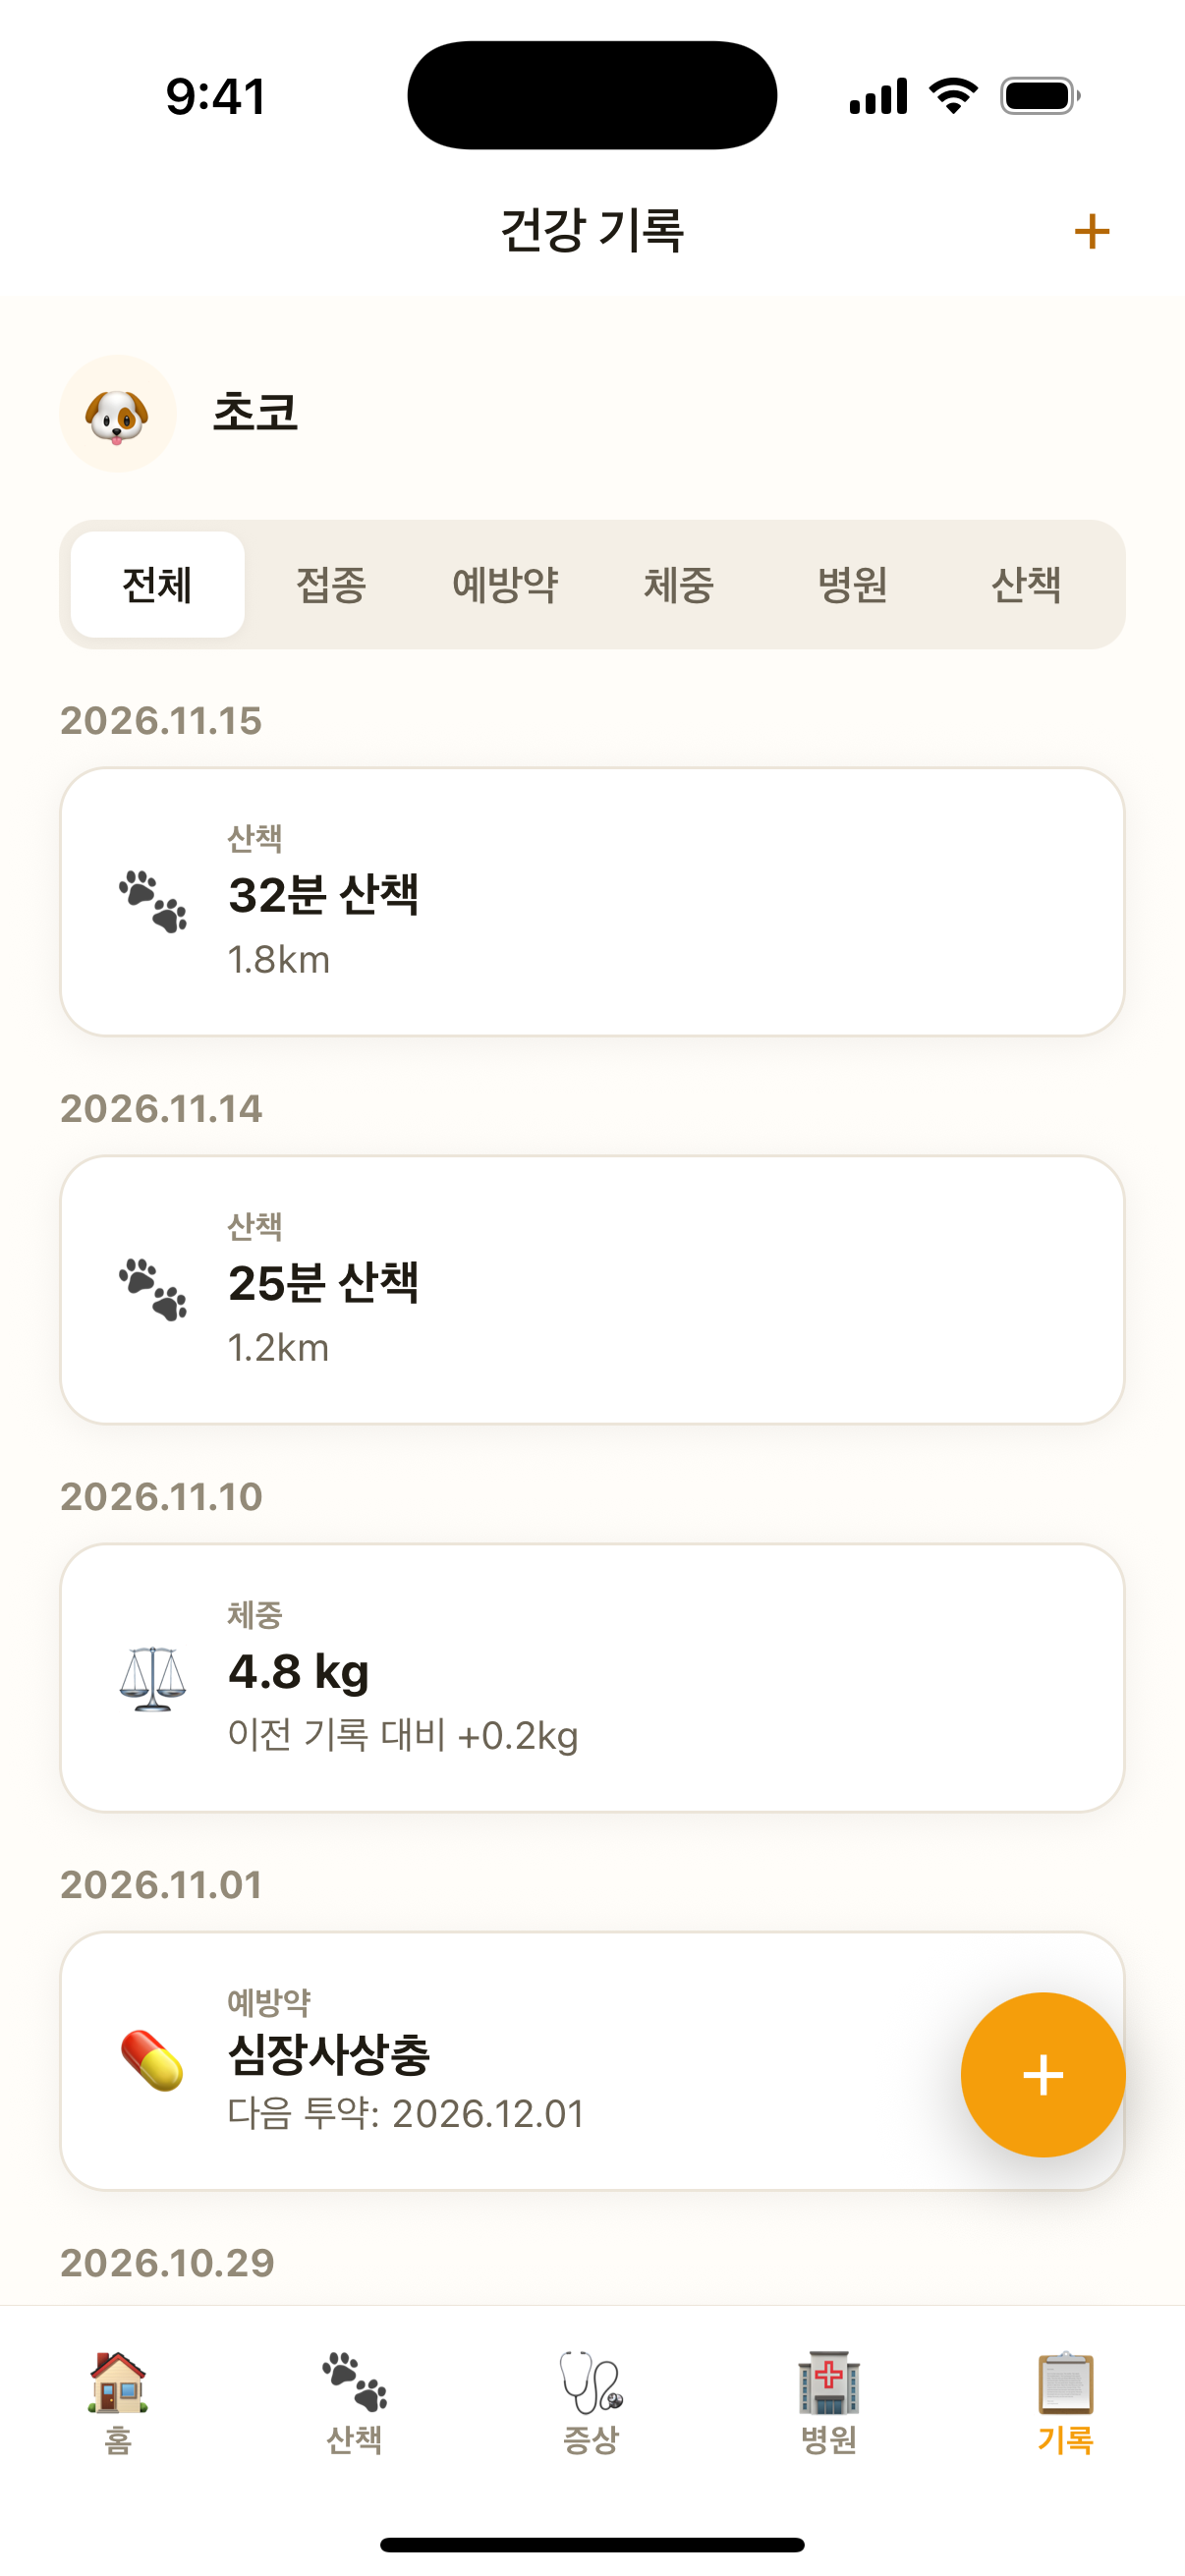 9:41
건강 기록
+
초코
전체 접종 예방약 체중 병원 산책
2026.11.15
산책
32분 산책
1.8km
2026.11.14
산책
25분 산책
1.2km
2026.11.10
체중
4.8 kg
이전 기록 대비 +0.2kg
2026.11.01
예방약
심장사상충
다음 투약: 2026.12.01
+
2026.10.29
홈 산책 증상 병원 기록